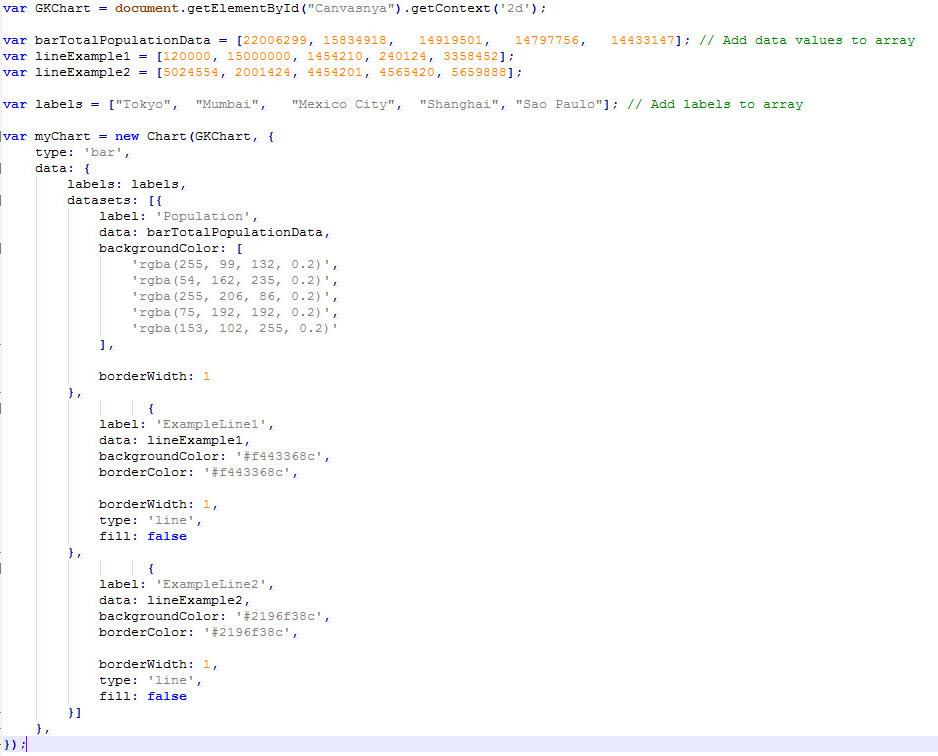 var GKChart = document.getElementById("Canvasnya").getContext('2d');
var barTotalPopulationData = [22006299, 15834918,   14919501,   14797756,   14433147]; // Add data values to array
var lineExample1 = [120000, 15000000, 1454210, 240124, 3358452];
var lineExample2 = [5024554, 2001424, 4454201, 4565420, 5659888];
var labels = ["Tokyo",  "Mumbai",   "Mexico City",  "Shanghai", "Sao Paulo"]; // Add labels to array
var myChart = new Chart(GKChart, {
    type: 'bar',
    data: {
        labels: labels,
        datasets: [{
            label: 'Population',
            data: barTotalPopulationData,
            backgroundColor: [
                'rgba(255, 99, 132, 0.2)',
                'rgba(54, 162, 235, 0.2)',
                'rgba(255, 206, 86, 0.2)',
                'rgba(75, 192, 192, 0.2)',
                'rgba(153, 102, 255, 0.2)'
            ],
            borderWidth: 1
        },
                  {
            label: 'ExampleLine1',
            data: lineExample1,
            backgroundColor: '#f443368c',
            borderColor: '#f443368c',
            borderWidth: 1,
            type: 'line',
            fill: false
        },
                  {
            label: 'ExampleLine2',
            data: lineExample2,
            backgroundColor: '#2196f38c',
            borderColor: '#2196f38c',
            borderWidth: 1,
            type: 'line',
            fill: false
        }]
    },
});